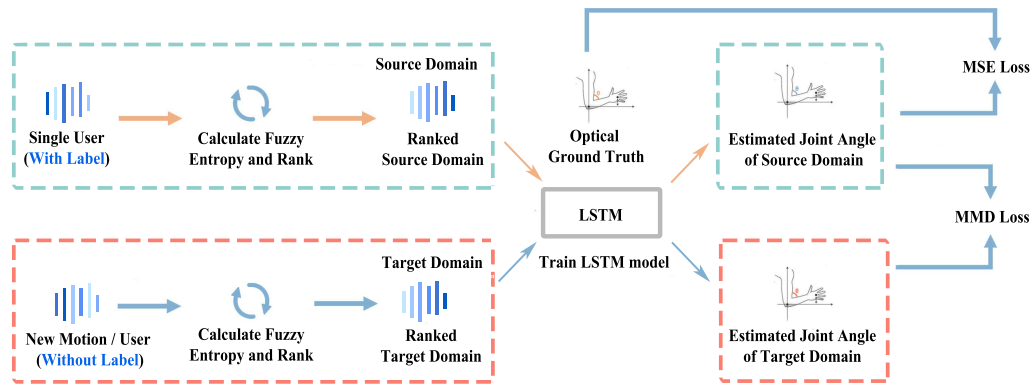 Source Domain
Single User
(With Label)
Calculate Fuzzy
Entropy and Rank
Ranked
Source Domain
Optical
Ground Truth
Estimated Joint Angle
of Source Domain
MSE Loss
LSTM
Train LSTM model
MMD Loss
Target Domain
New Motion / User
(Without Label)
Calculate Fuzzy
Entropy and Rank
Ranked
Target Domain
Estimated Joint Angle
of Target Domain